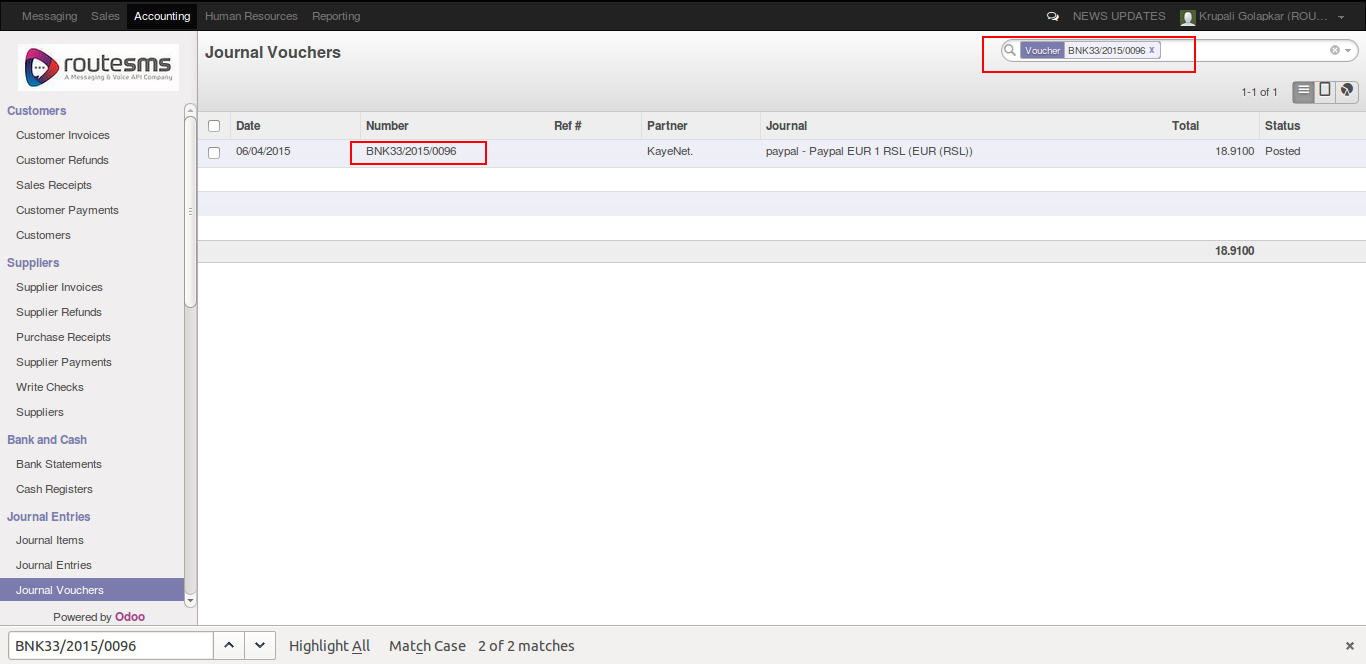 Messaging Sales Accounting Human Resources Reporting NEWS UPDATES Krupali Golapkar (ROU...
routesms
A Messaging & Voice API Company
Journal Vouchers
Voucher BNK33/2015/0096 x
1-1 of 1
Customers
Customer Invoices
Customer Refunds
Sales Receipts
Customer Payments
Customers
Suppliers
Supplier Invoices
Supplier Refunds
Purchase Receipts
Supplier Payments
Write Checks
Suppliers
Bank and Cash
Bank Statements
Cash Registers
Journal Entries
Journal Items
Journal Entries
Journal Vouchers
Powered by Odoo
Date Number Ref # Partner Journal Total Status
06/04/2015 BNK33/2015/0096 KayeNet. paypal - Paypal EUR 1 RSL (EUR (RSL)) 18.9100 Posted
18.9100
BNK33/2015/0096 Highlight All Match Case 2 of 2 matches